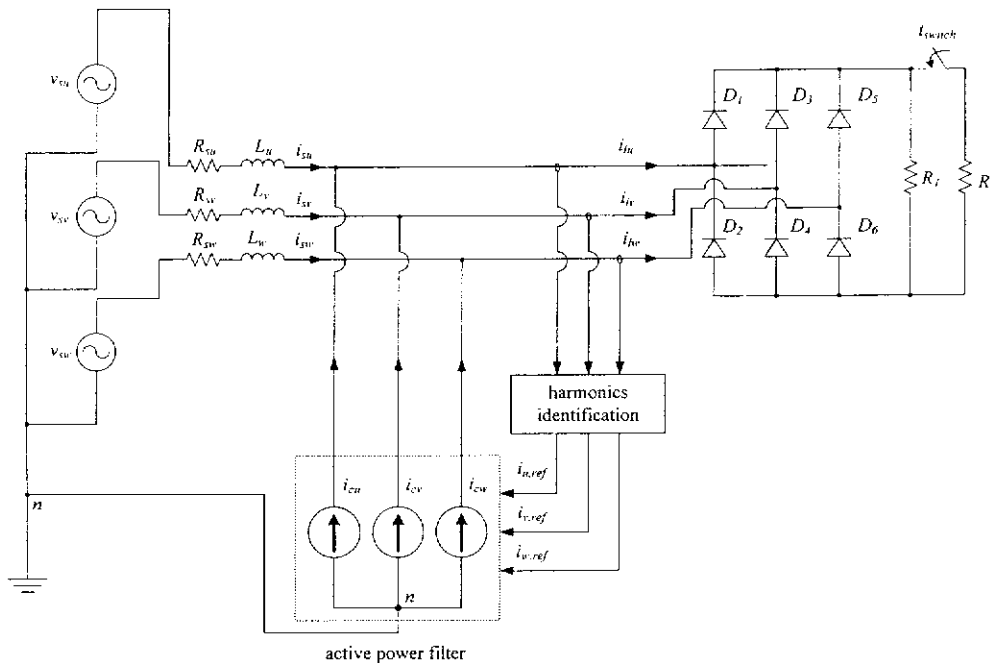 t_switch
v_su
D_1
D_3
D_5
R_su
L_u
i_su
i_lu
R_i
R
R_sv
L_v
i_sv
i_lv
v_sv
R_sw
L_w
i_sw
i_lw
D_2
D_4
D_6
v_sw
harmonics
identification
i_u,ref
i_cu
i_cv
i_cw
n
i_v,ref
i_w,ref
n
active power filter